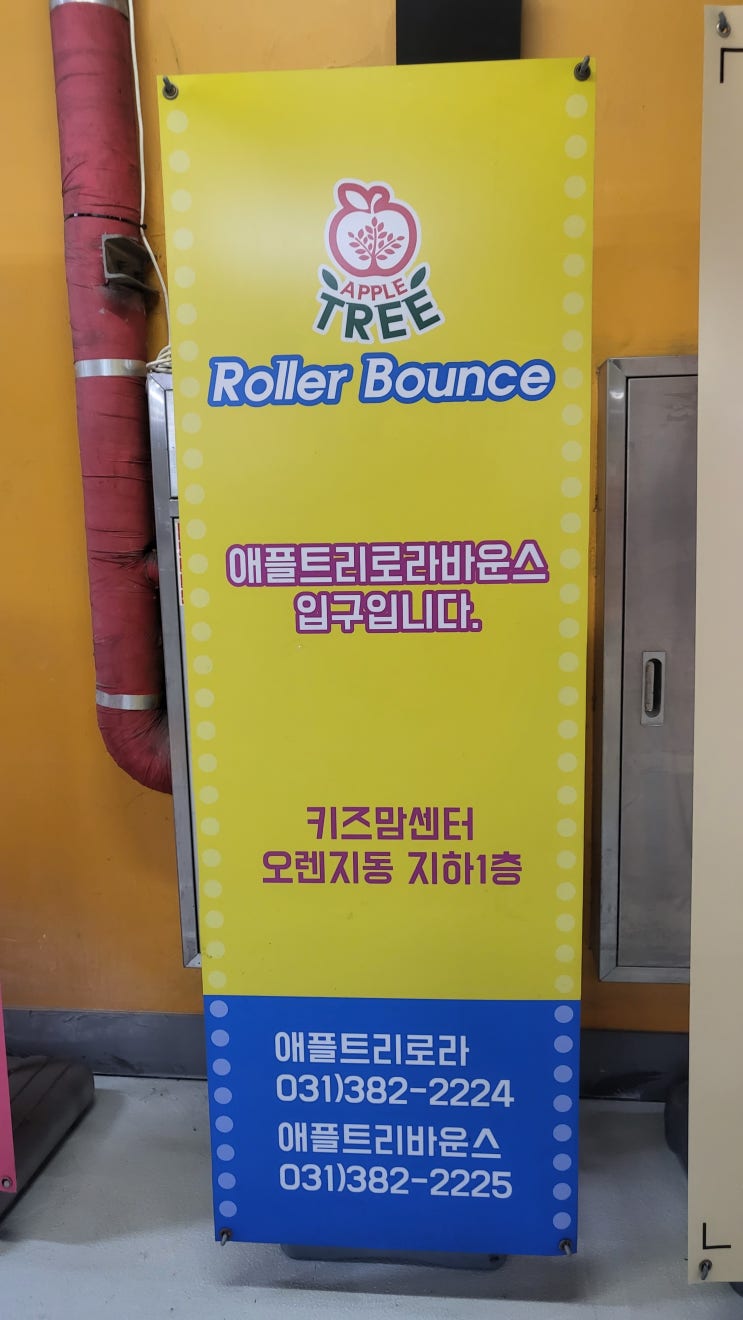 APPLE
TREE
Roller Bounce
애플트리로라바운스
입구입니다.
키즈맘센터
오렌지동 지하1층
애플트리로라
031)382-2224
애플트리바운스
031)382-2225